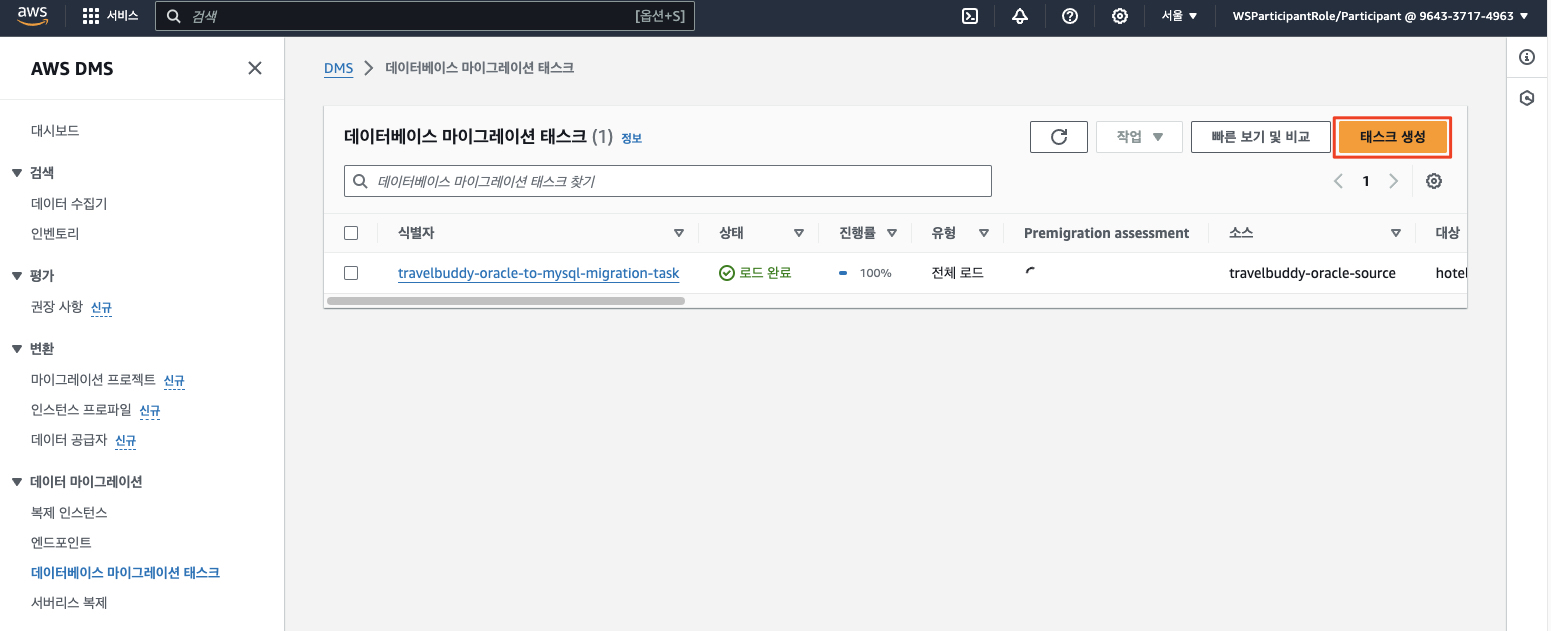 aws 서비스 검색 [옵션+S] 서울 ▼ WSParticipantRole/Participant @ 9643-3717-4963 ▼
AWS DMS
대시보드
▼ 검색
데이터 수집기
인벤토리
▼ 평가
권장 사항 신규
▼ 변환
마이그레이션 프로젝트 신규
인스턴스 프로파일 신규
데이터 공급자 신규
▼ 데이터 마이그레이션
복제 인스턴스
엔드포인트
데이터베이스 마이그레이션 태스크
서버리스 복제
DMS > 데이터베이스 마이그레이션 태스크
데이터베이스 마이그레이션 태스크 (1) 정보 작업 ▼ 빠른 보기 및 비교 태스크 생성
데이터베이스 마이그레이션 태스크 찾기 < 1 >
식별자 상태 진행률 유형 Premigration assessment 소스 대상
travelbuddy-oracle-to-mysql-migration-task 로드 완료 100% 전체 로드 travelbuddy-oracle-source hotel